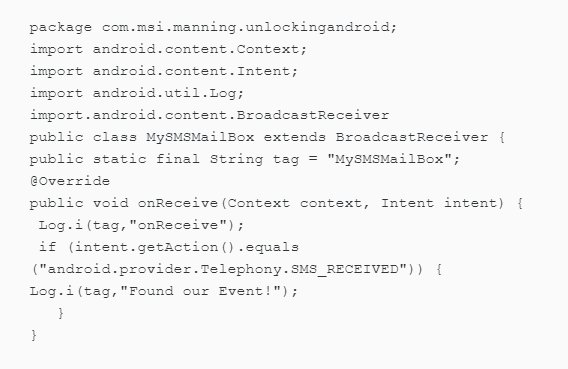 package com.msi.manning.unlockingandroid;
import android.content.Context;
import android.content.Intent;
import android.util.Log;
import.android.content.BroadcastReceiver
public class MySMSMailBox extends BroadcastReceiver {
public static final String tag = "MySMSMailBox";
@Override
public void onReceive(Context context, Intent intent) {
 Log.i(tag,"onReceive");
 if (intent.getAction().equals
("android.provider.Telephony.SMS_RECEIVED")) {
Log.i(tag,"Found our Event!");
   }
}